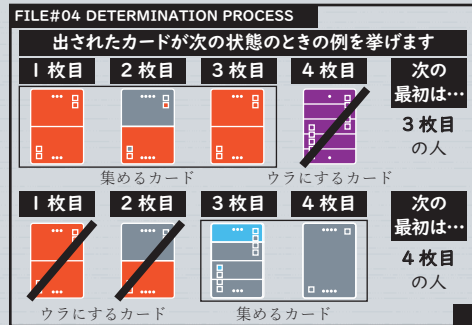 FILE#04 DETERMINATION PROCESS
出されたカードが次の状態のときの例を挙げます
1枚目 2枚目 3枚目 4枚目 次の
最初は…
3枚目
の人
集めるカード ウラにするカード
1枚目 2枚目 3枚目 4枚目 次の
最初は…
4枚目
の人
ウラにするカード 集めるカード